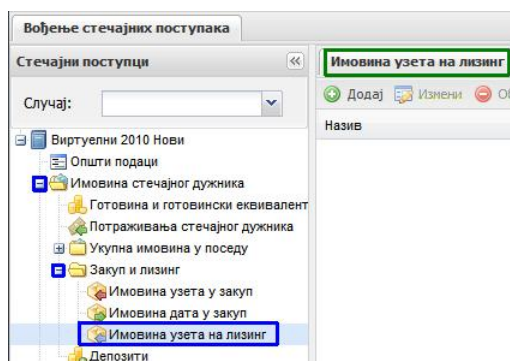 Вођење стечајних поступака
Стечајни поступци
Случај:
Виртуелни 2010 Нови
Општи подаци
Имовина стечајног дужника
Готовина и готовински еквивалент
Потраживања стечајног дужника
Укупна имовина у поседу
Закуп и лизинг
Имовина узета у закуп
Имовина дата у закуп
Имовина узета на лизинг
Депозити
Имовина узета на лизинг
Додај Измени
Назив